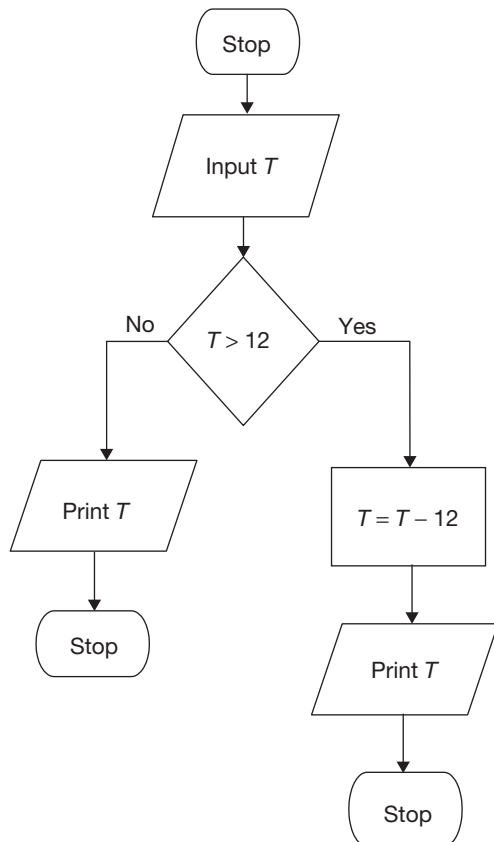 Stop
Input T
T > 12
No
Yes
Print T
T = T − 12
Stop
Print T
Stop